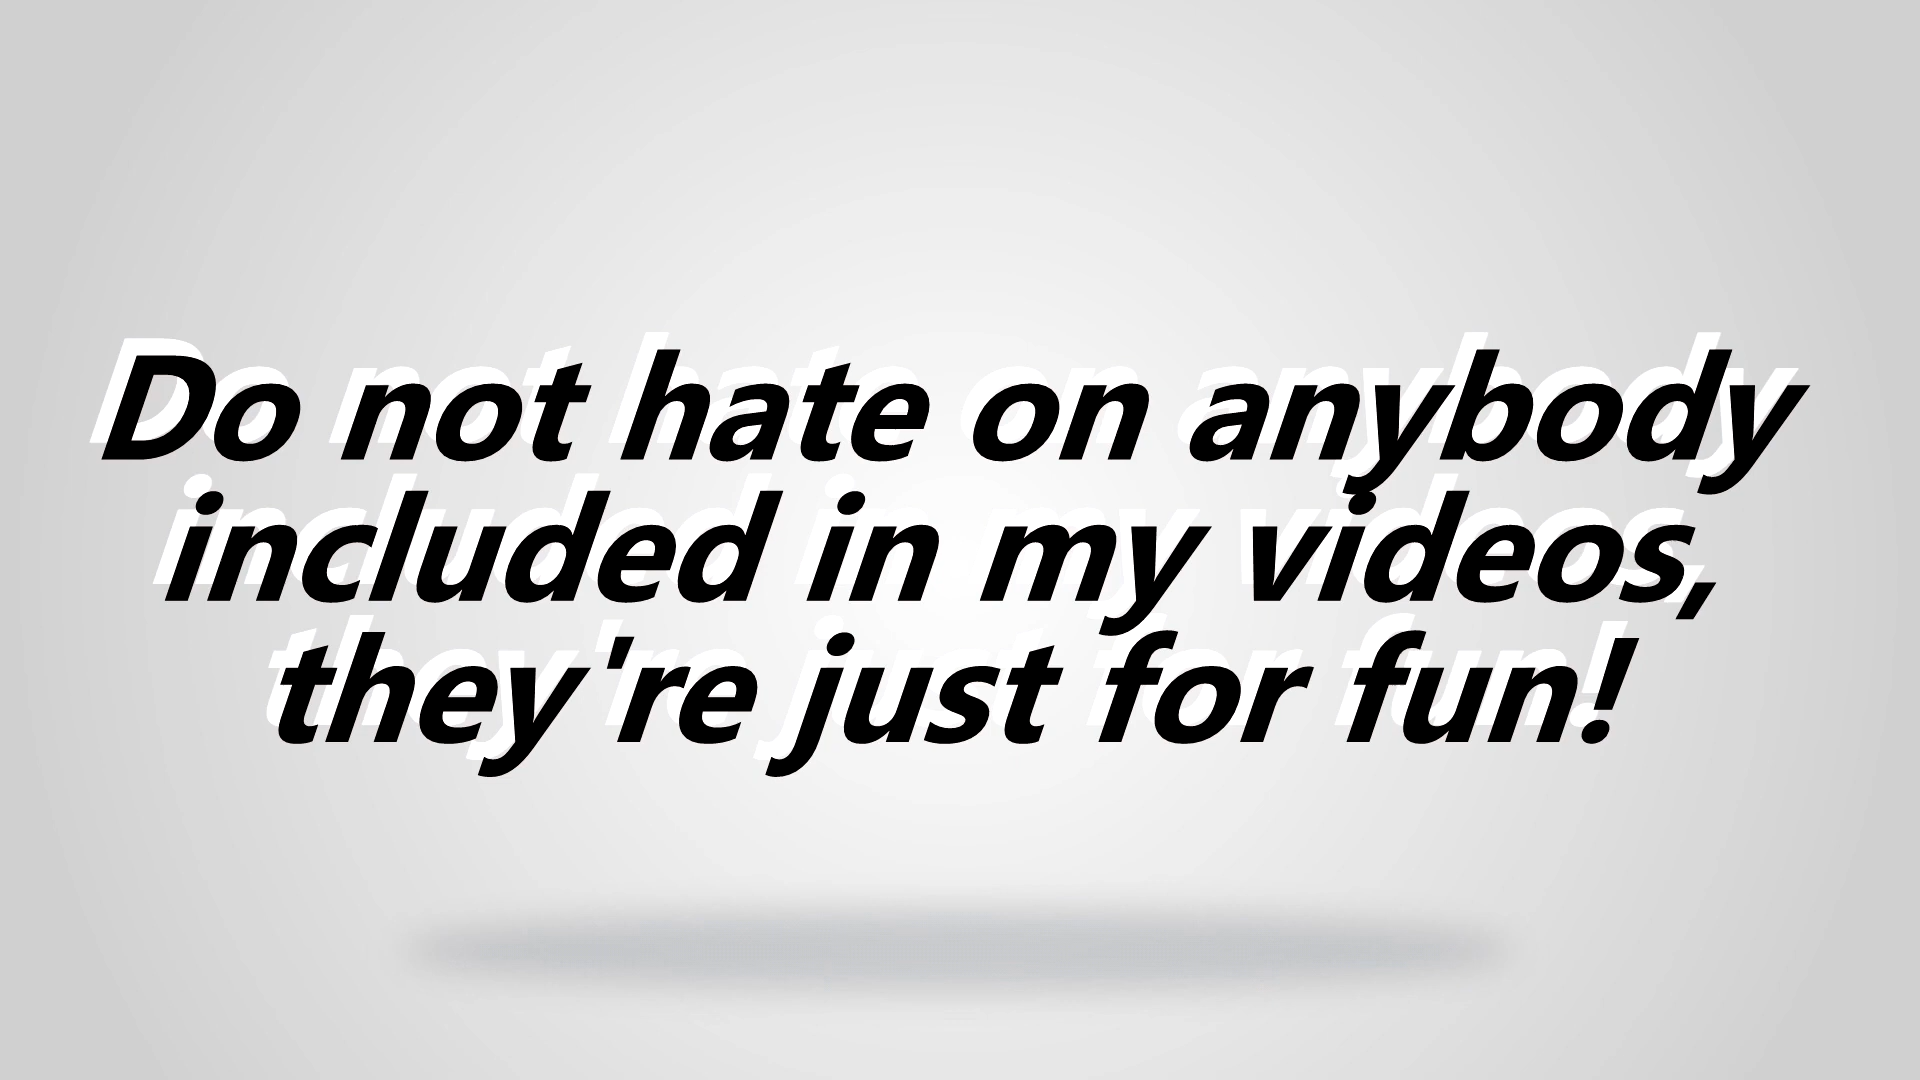 Do not hate on anybody
included in my videos,
they're just for fun!